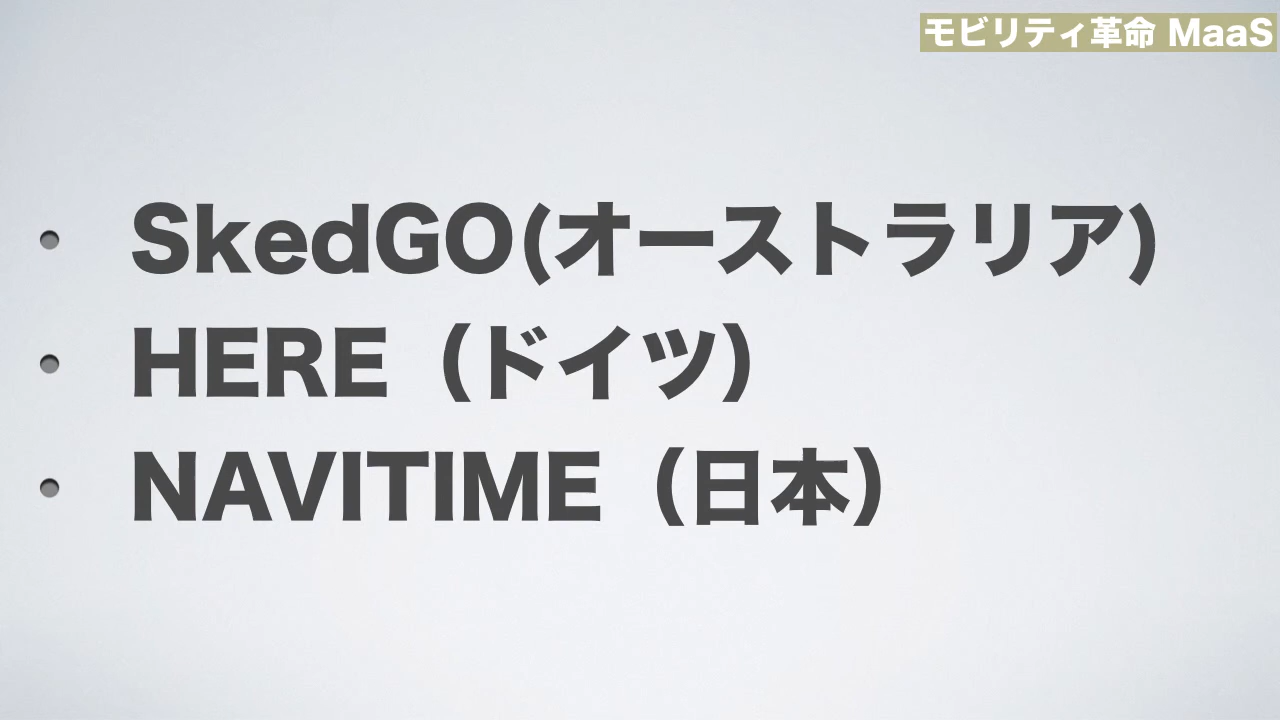 モビリティ革命 MaaS
・ SkedGO(オーストラリア)
・ HERE（ドイツ）
・ NAVITIME（日本）